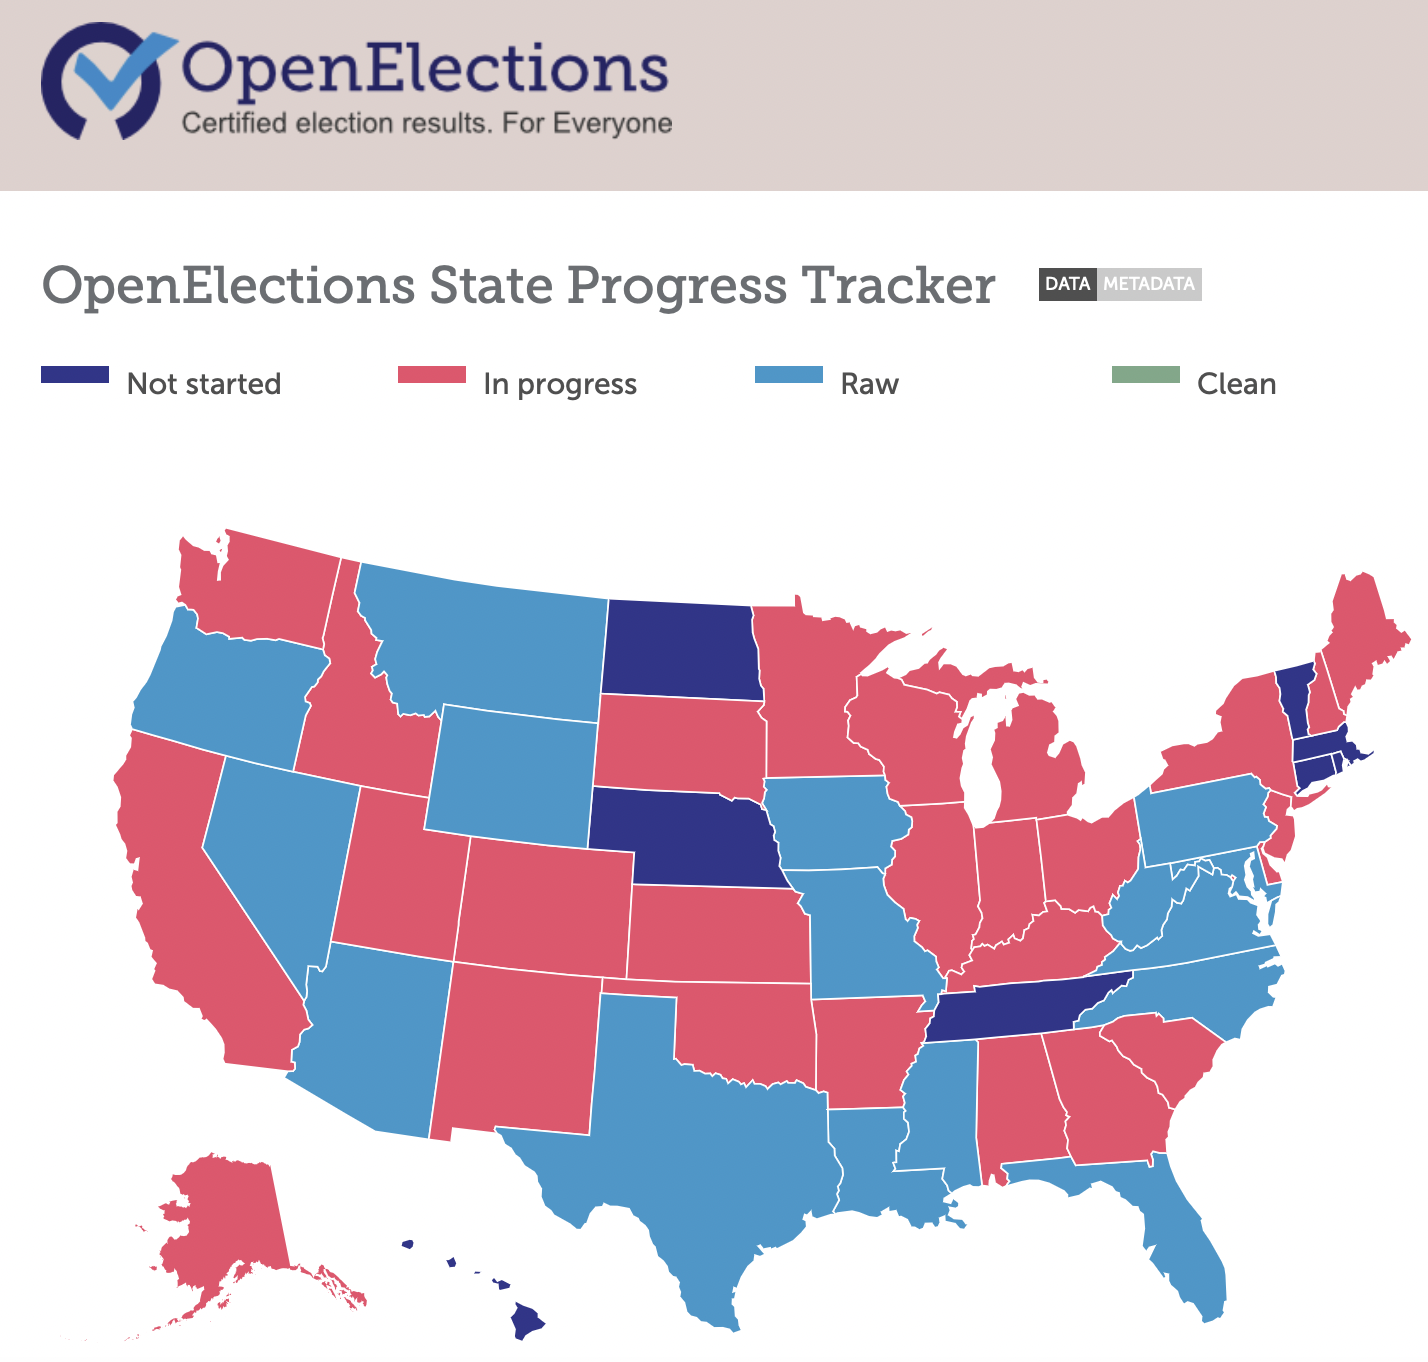 OpenElections
Certified election results. For Everyone
OpenElections State Progress Tracker
DATA METADATA
Not started
In progress
Raw
Clean